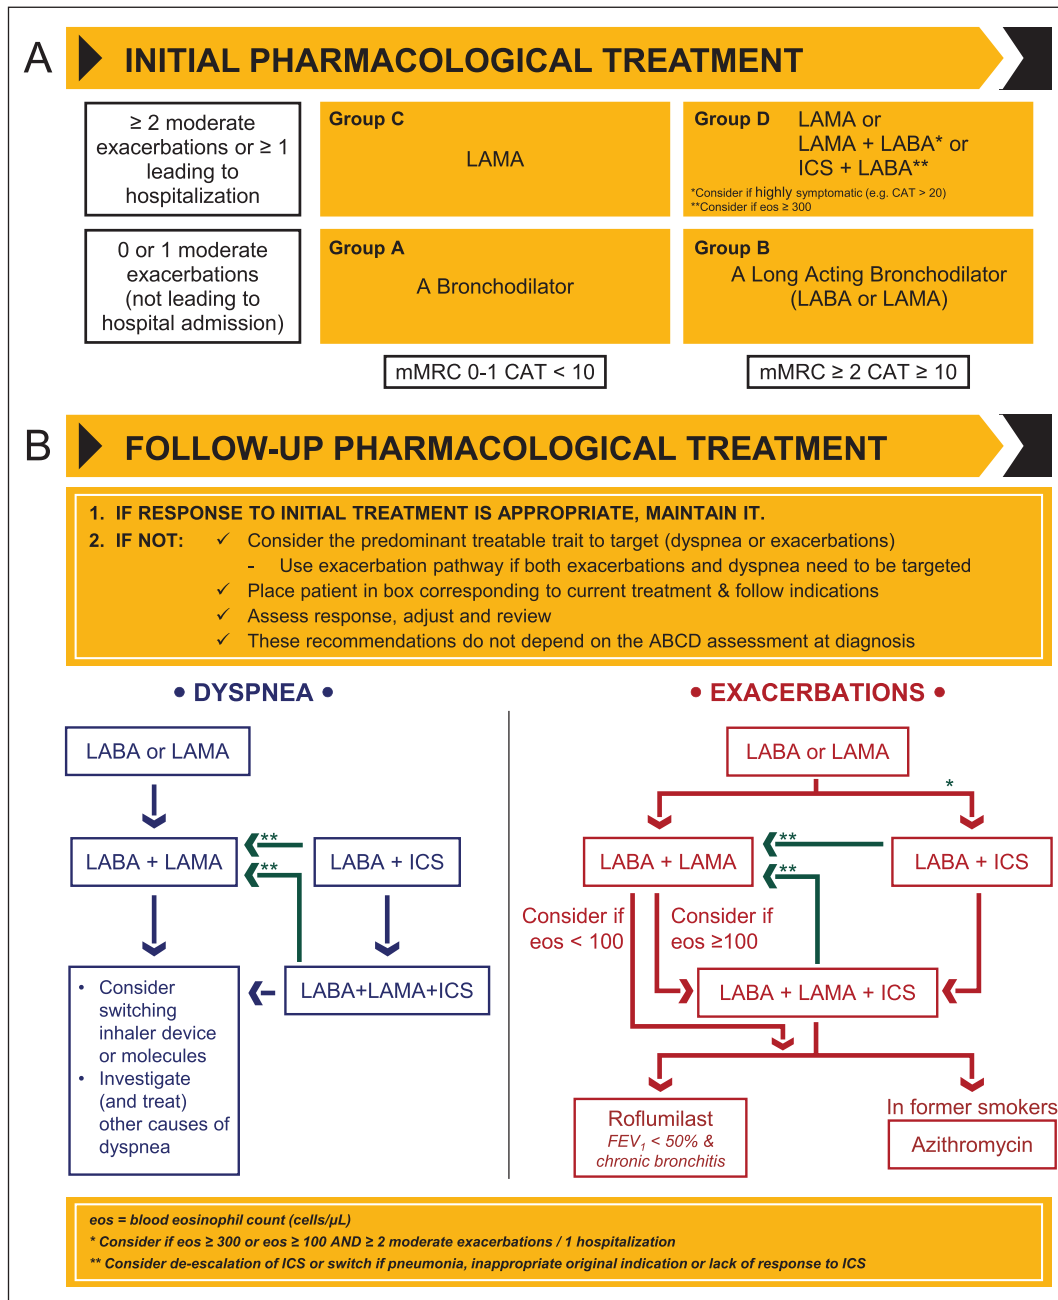 A
INITIAL PHARMACOLOGICAL TREATMENT
≥ 2 moderate
exacerbations or ≥ 1
leading to
hospitalization
Group C
LAMA
Group D
LAMA or
LAMA + LABA* or
ICS + LABA**
*Consider if highly symptomatic (e.g. CAT > 20)
**Consider if eos ≥ 300
0 or 1 moderate
exacerbations
(not leading to
hospital admission)
Group A
A Bronchodilator
Group B
A Long Acting Bronchodilator
(LABA or LAMA)
mMRC 0-1 CAT < 10
mMRC ≥ 2 CAT ≥ 10
B
FOLLOW-UP PHARMACOLOGICAL TREATMENT
1. IF RESPONSE TO INITIAL TREATMENT IS APPROPRIATE, MAINTAIN IT.
2. IF NOT: ✓ Consider the predominant treatable trait to target (dyspnea or exacerbations)
- Use exacerbation pathway if both exacerbations and dyspnea need to be targeted
✓ Place patient in box corresponding to current treatment & follow indications
✓ Assess response, adjust and review
✓ These recommendations do not depend on the ABCD assessment at diagnosis
• DYSPNEA •
LABA or LAMA
LABA + LAMA
**
**
LABA + ICS
• Consider
switching
inhaler device
or molecules
• Investigate
(and treat)
other causes of
dyspnea
LABA+LAMA+ICS
• EXACERBATIONS •
LABA or LAMA
*
LABA + LAMA
**
**
LABA + ICS
Consider if
eos < 100
Consider if
eos ≥100
LABA + LAMA + ICS
Roflumilast
FEV1 < 50% &
chronic bronchitis
In former smokers
Azithromycin
eos = blood eosinophil count (cells/µL)
* Consider if eos ≥ 300 or eos ≥ 100 AND ≥ 2 moderate exacerbations / 1 hospitalization
** Consider de-escalation of ICS or switch if pneumonia, inappropriate original indication or lack of response to ICS